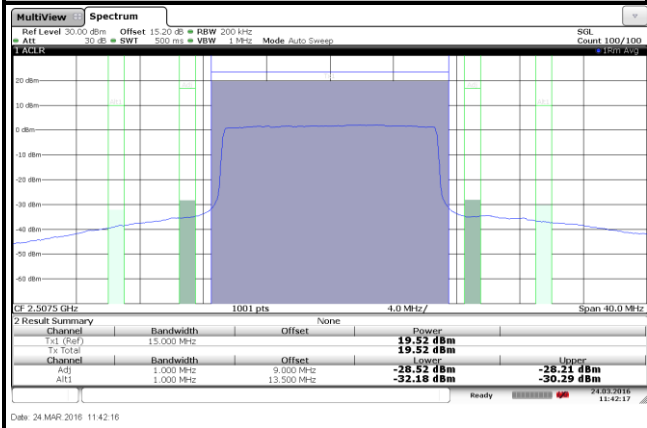 MultiView Spectrum
Ref Level 30.00 dBm Offset 15.20 dB RBW 200 kHz SGL
Att 30 dB SWT 500 ms VBW 1 MHz Mode Auto Sweep Count 100/100
1 ACLR 1Rm Avg
20 dBm
10 dBm
0 dBm
-10 dBm
-20 dBm
-30 dBm
-40 dBm
-50 dBm
-60 dBm
CF 2.5075 GHz 1001 pts 4.0 MHz/ Span 40.0 MHz
2 Result Summary None
Channel Bandwidth Offset Power
Tx1 (Ref) 15.000 MHz 19.52 dBm
Tx Total 19.52 dBm
Channel Bandwidth Offset Lower Upper
Adj 1.000 MHz 9.000 MHz -28.52 dBm -28.21 dBm
Alt1 1.000 MHz 13.500 MHz -32.18 dBm -30.29 dBm
Ready 24.03.2016
11:42:17
Date: 24.MAR.2016 11:42:16